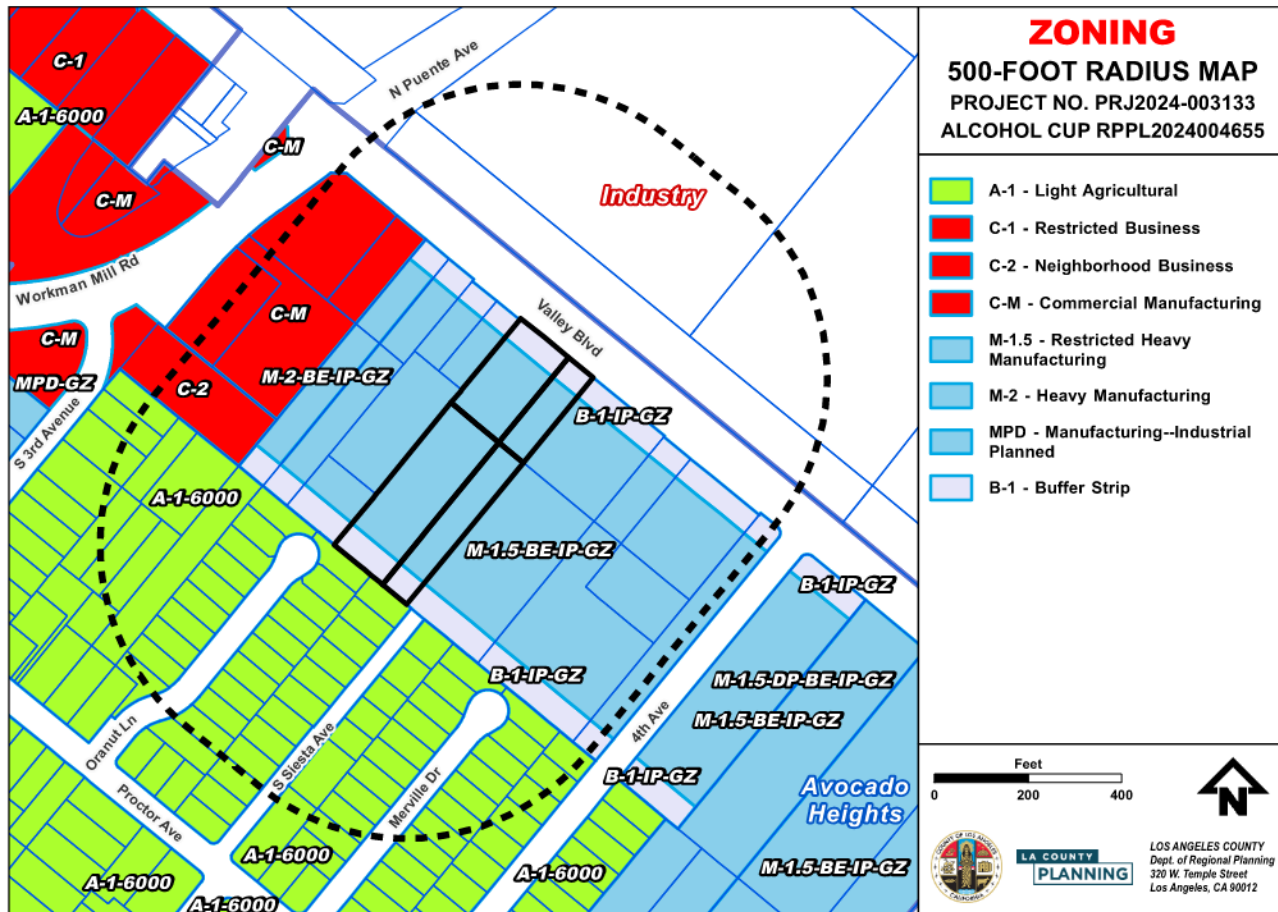 ZONING
500-FOOT RADIUS MAP
PROJECT NO. PRJ2024-003133
ALCOHOL CUP RPPL2024004655
A-1 - Light Agricultural
C-1 - Restricted Business
C-2 - Neighborhood Business
C-M - Commercial Manufacturing
M-1.5 - Restricted Heavy
Manufacturing
M-2 - Heavy Manufacturing
MPD - Manufacturing--Industrial
Planned
B-1 - Buffer Strip
C-1
A-1-6000
C-M
C-M
N Puente Ave
Industry
Workman Mill Rd
C-M
C-M
MPD-GZ
C-2
M-2-BE-IP-GZ
Valley Blvd
B-1-IP-GZ
S 3rd Avenue
A-1-6000
M-1.5-BE-IP-GZ
B-1-IP-GZ
B-1-IP-GZ
M-1.5-DP-BE-IP-GZ
M-1.5-BE-IP-GZ
4th Ave
B-1-IP-GZ
Oranut Ln
S Siesta Ave
Merville Dr
Proctor Ave
Avocado
Heights
A-1-6000
A-1-6000
A-1-6000
A-1-6000
M-1.5-BE-IP-GZ
Feet
0 200 400
N
COUNTY OF LOS ANGELES
CALIFORNIA
LA COUNTY
PLANNING
LOS ANGELES COUNTY
Dept. of Regional Planning
320 W. Temple Street
Los Angeles, CA 90012